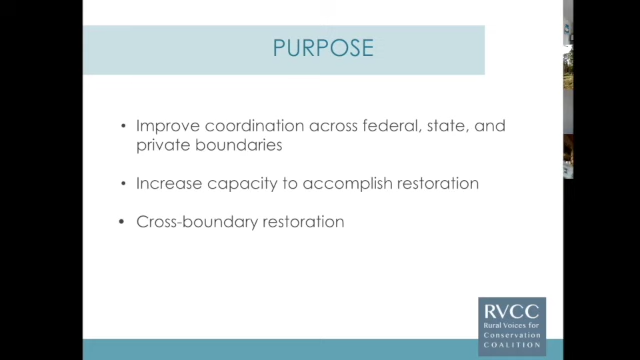 PURPOSE
• Improve coordination across federal, state, and
private boundaries
• Increase capacity to accomplish restoration
• Cross-boundary restoration
RVCC
Rural Voices for
Conservation
COALITION